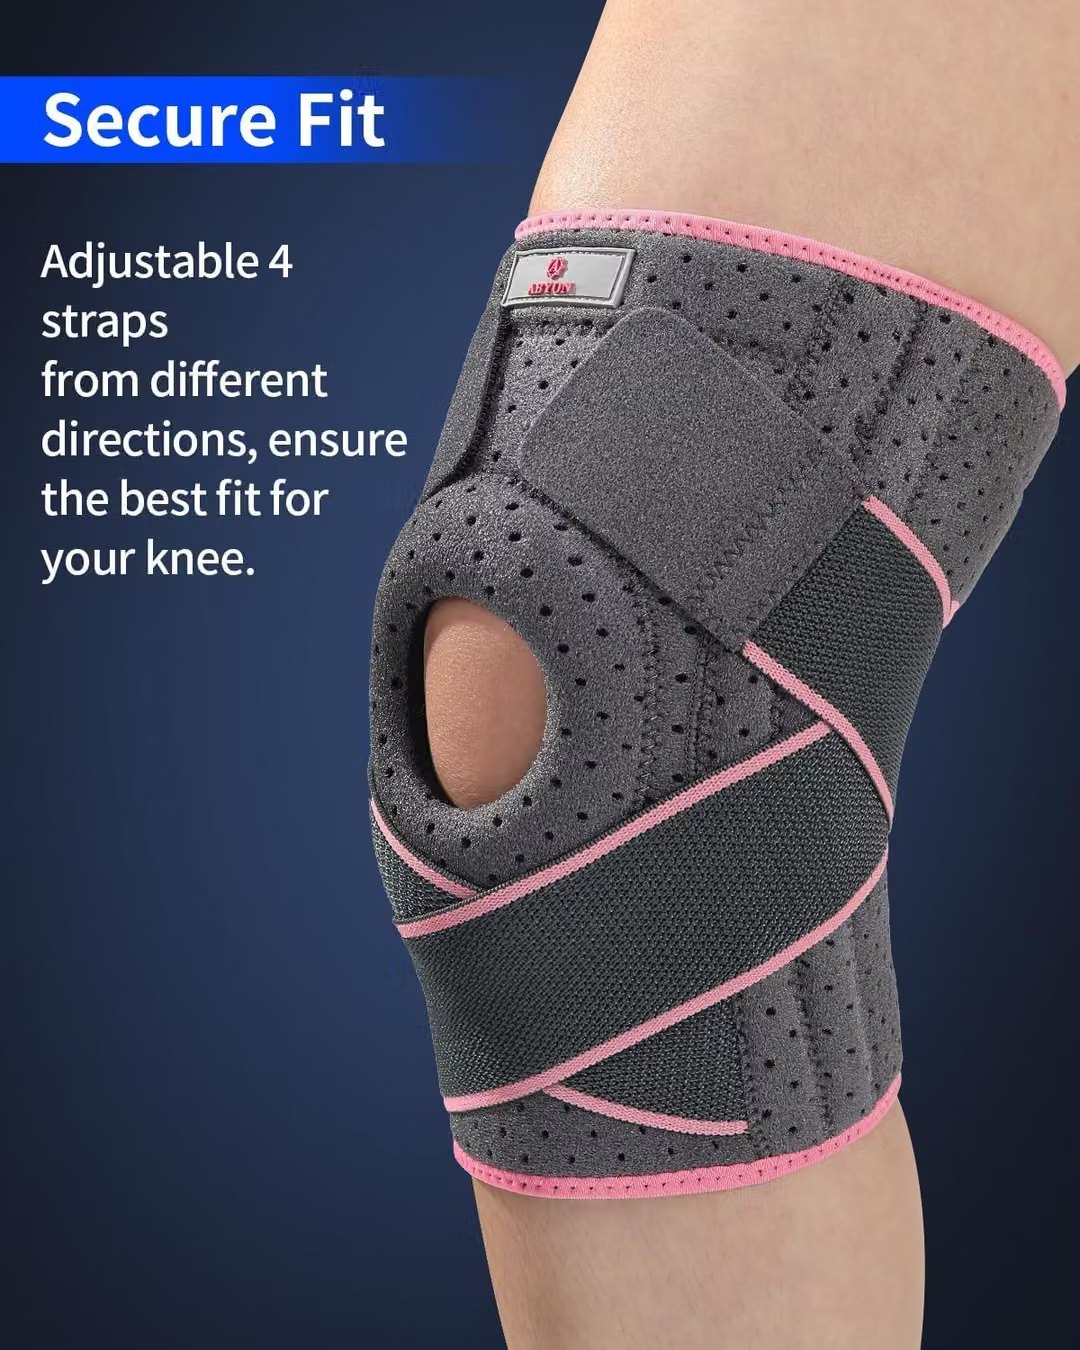 Secure Fit
Adjustable 4
straps
from different
directions, ensure
the best fit for
your knee.
ABYON